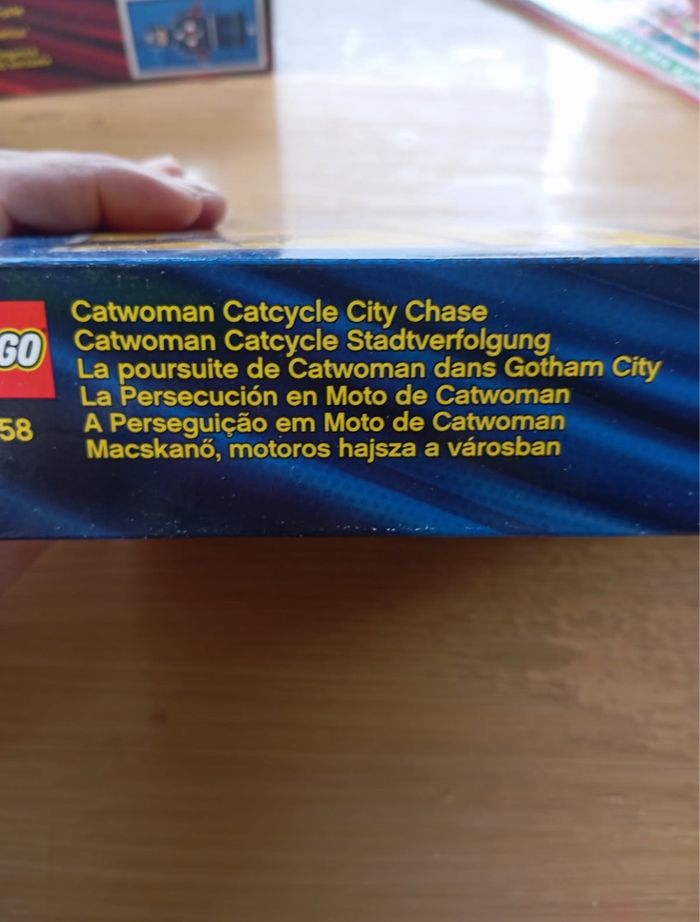 Catwoman Catcycle City Chase
Catwoman Catcycle Stadtverfolgung
La poursuite de Catwoman dans Gotham City
La Persecución en Moto de Catwoman
A Perseguição em Moto de Catwoman
Macskanő, motoros hajsza a városban
GO
58